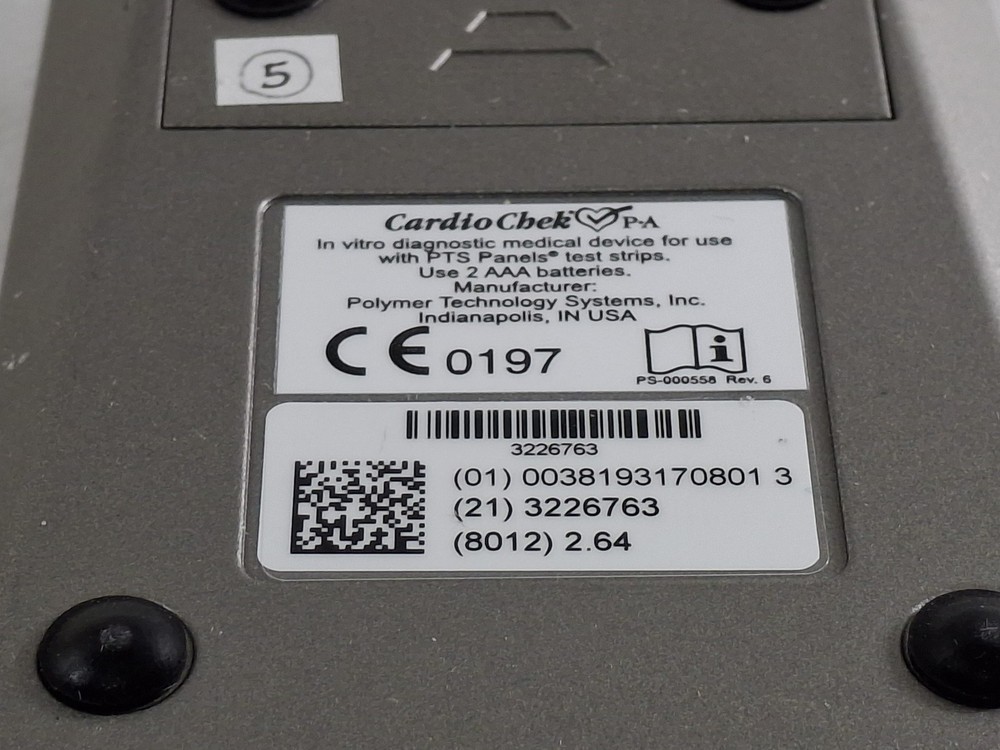 5
CardioChek P·A
In vitro diagnostic medical device for use
with PTS Panels® test strips.
Use 2 AAA batteries.
Manufacturer:
Polymer Technology Systems, Inc.
Indianapolis, IN USA
CE 0197
PS-000558 Rev. 6
3226763
(01) 0038193170801 3
(21) 3226763
(8012) 2.64